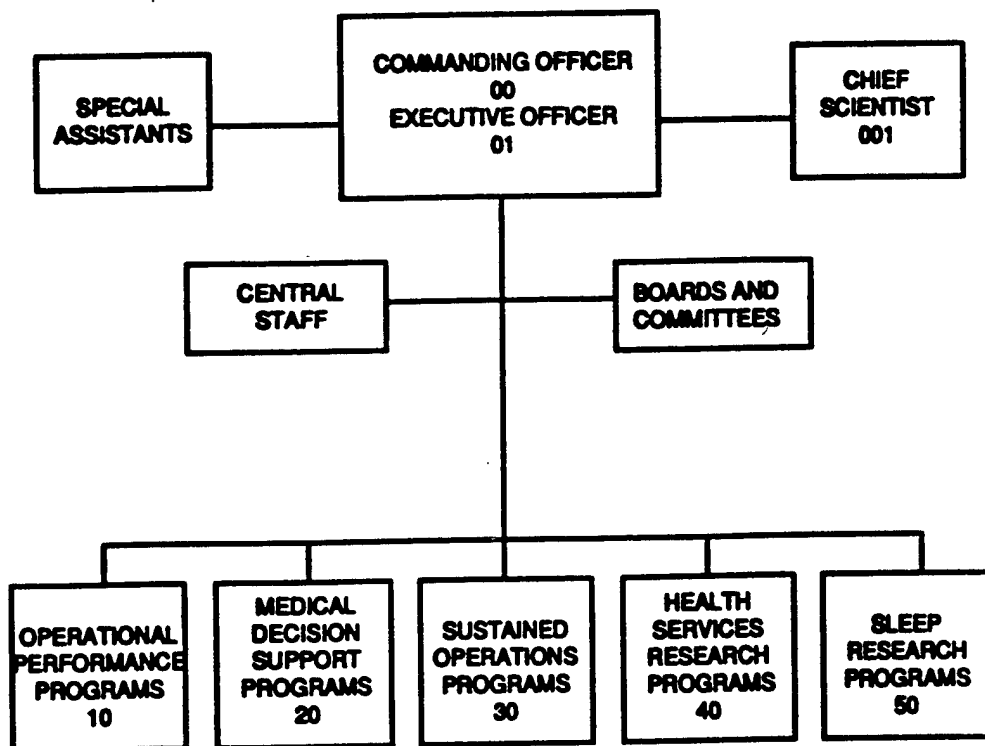 COMMANDING OFFICER
00
EXECUTIVE OFFICER
01
SPECIAL
ASSISTANTS
CHIEF
SCIENTIST
001
CENTRAL
STAFF
BOARDS AND
COMMITTEES
OPERATIONAL
PERFORMANCE
PROGRAMS
10
MEDICAL
DECISION
SUPPORT
PROGRAMS
20
SUSTAINED
OPERATIONS
PROGRAMS
30
HEALTH
SERVICES
RESEARCH
PROGRAMS
40
SLEEP
RESEARCH
PROGRAMS
50